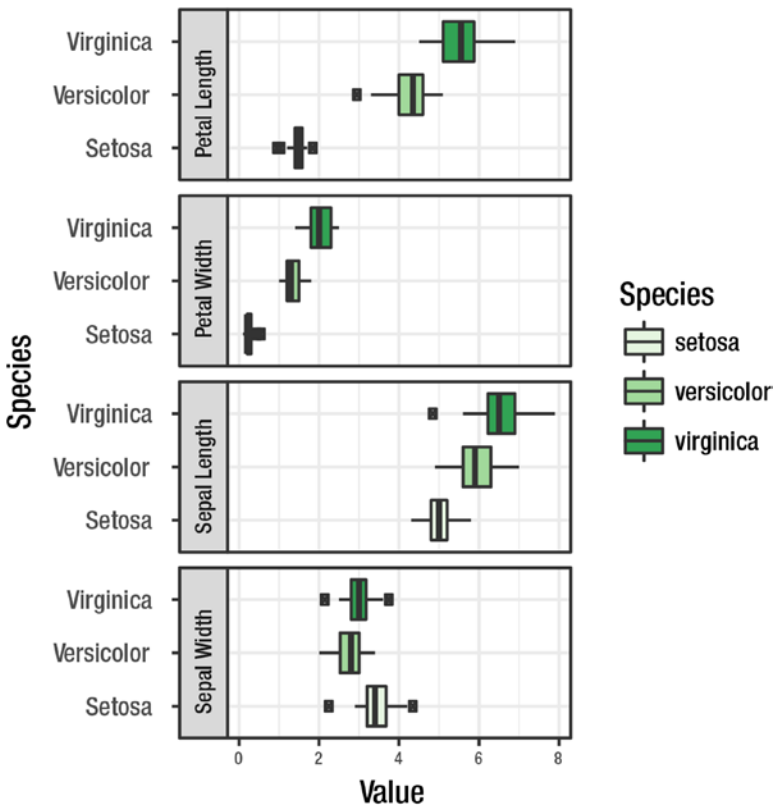 Species
Petal Length
Virginica
Versicolor
Setosa
Petal Width
Virginica
Versicolor
Setosa
Sepal Length
Virginica
Versicolor
Setosa
Sepal Width
Virginica
Versicolor
Setosa
0 2 4 6 8
Value
Species
setosa
versicolor
virginica